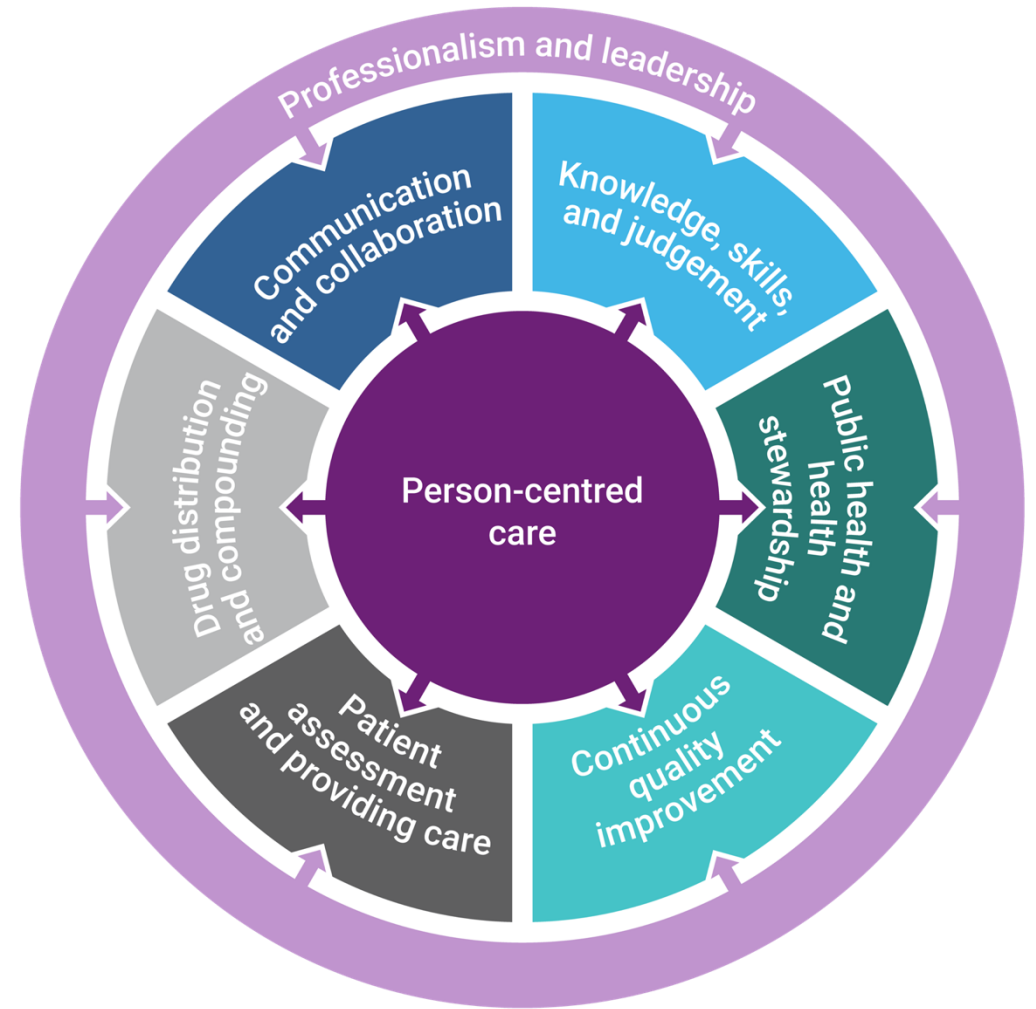 Professionalism and leadership
Communication
and collaboration
Knowledge, skills,
and judgement
Drug distribution
and compounding
Person-centred
care
Public health and
health
stewardship
Patient
assessment
and providing care
Continuous
quality
improvement